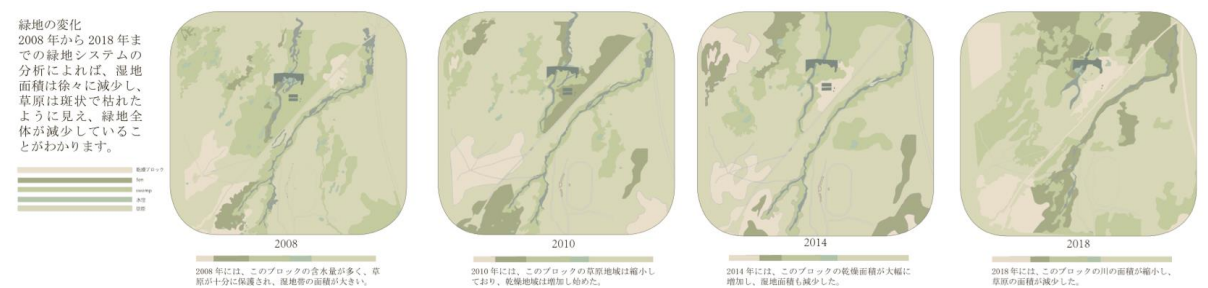 緑地の変化
2008 年から 2018 年ま
での緑地システムの
分析によれば、湿地
面積は徐々に減少し、
草原は斑状で枯れた
ように見え、緑地全
体が減少しているこ
とがわかります。
乾燥ブロック
swamp
2008
2010
2014
2018
2008 年には、このブロックの含水量が多く、草
原が十分に保護され、湿地帯の面積が大きい。
2010 年には、このブロックの草原地域は縮小し
ており、乾燥地域は増加し始めた。
2014 年には、このブロックの乾燥面積が大幅に
増加し、湿地面積も減少した。
2018 年には、このブロックの川の面積が縮小し、
草原の面積が減少した。